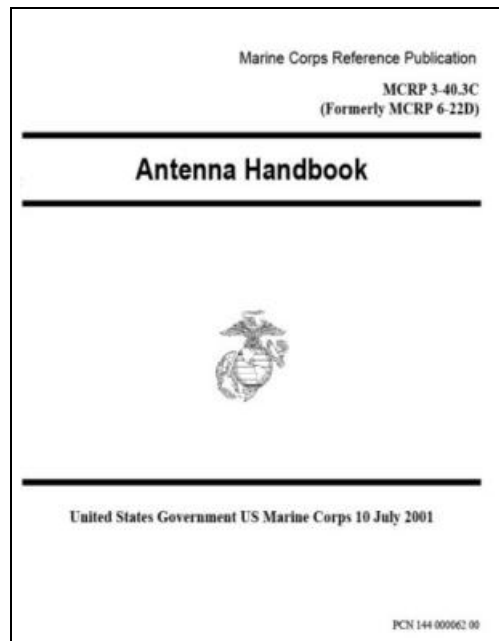 Marine Corps Reference Publication
MCRP 3-40.3C
(Formerly MCRP 6-22D)
Antenna Handbook
United States Government US Marine Corps 10 July 2001
PCN 144 000062 00